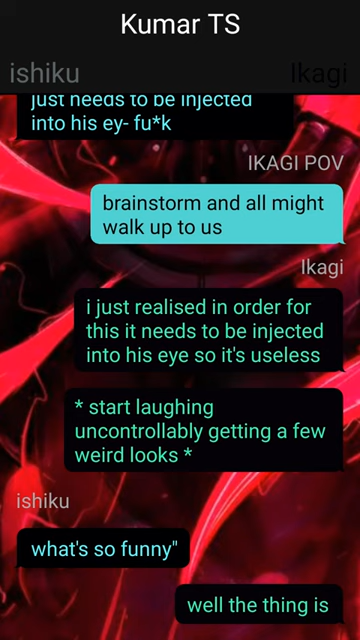 Kumar TS
ishiku
Ikagi
just needs to be injected
into his ey- fu*k
IKAGI POV
brainstorm and all might
walk up to us
Ikagi
i just realised in order for
this it needs to be injected
into his eye so it's useless
* start laughing
uncontrollably getting a few
weird looks *
ishiku
what's so funny"
well the thing is